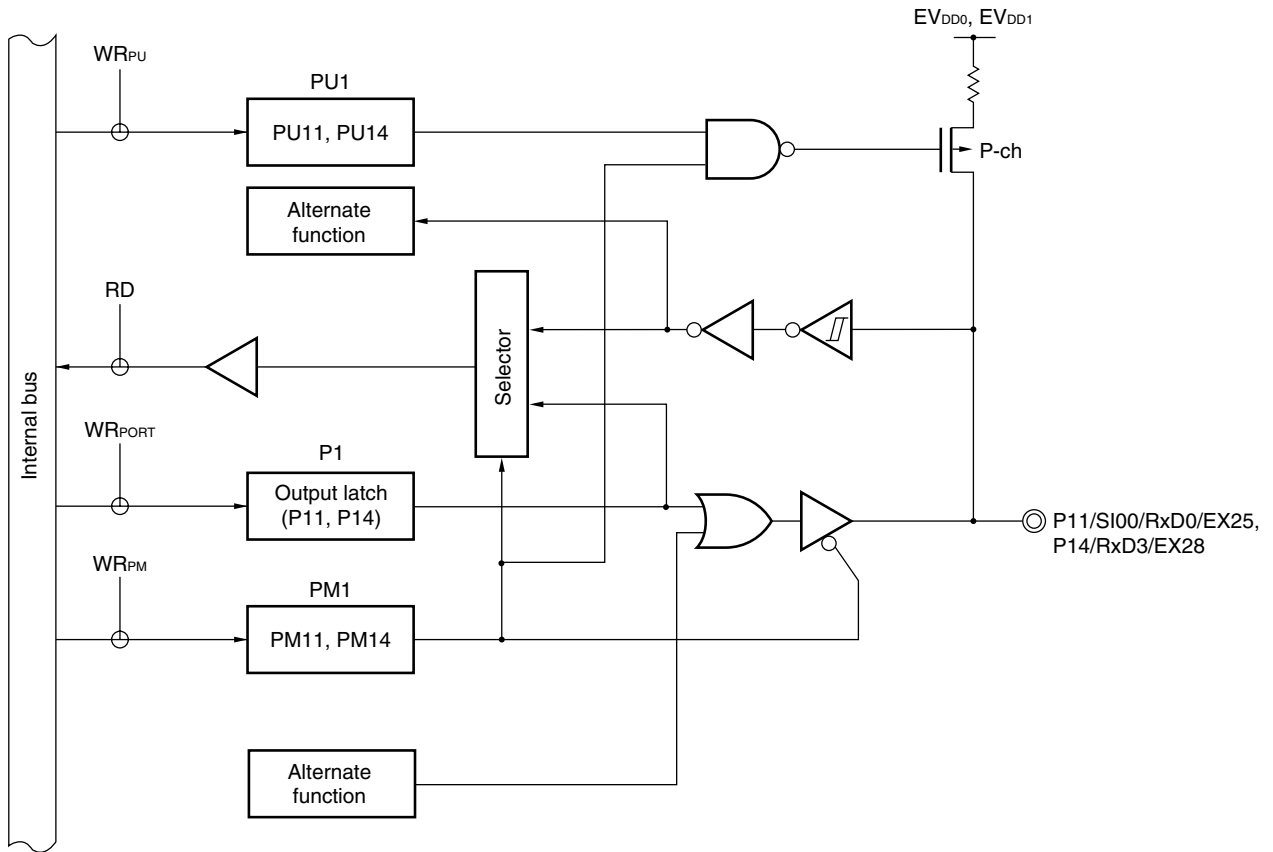 EVDD0, EVDD1
WRPU
PU1
PU11, PU14
P-ch
Alternate
function
RD
Selector
Internal bus
WRPORT
P1
Output latch
(P11, P14)
P11/SI00/RxD0/EX25,
P14/RxD3/EX28
WRPM
PM1
PM11, PM14
Alternate
function